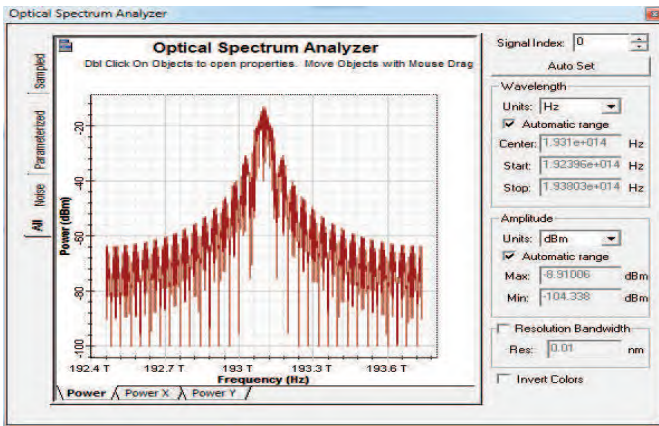 Optical Spectrum Analyzer
Optical Spectrum Analyzer
Dbl Click On Objects to open properties. Move Objects with Mouse Drag
Sampled
Parameterized
Noise
All
Power (dBm)
-20
-40
-60
-80
-100
192.4 T
192.7 T
193 T
193.3 T
193.6 T
Frequency (Hz)
Power
Power X
Power Y
Signal Index: 0
Auto Set
Wavelength
Units: Hz
Automatic range
Center: 1.931e+014 Hz
Start: 1.92396e+014 Hz
Stop: 1.93803e+014 Hz
Amplitude
Units: dBm
Automatic range
Max: -8.91006 dBm
Min: -104.338 dBm
Resolution Bandwidth
Res: 0.01 nm
Invert Colors